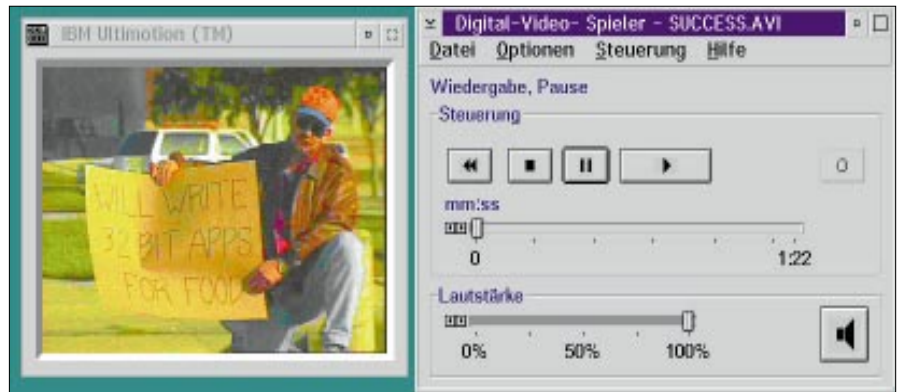 IBM Ultimotion (TM)
WILL WRITE
32 BIT APPS
FOR FOOD
Digital-Video- Spieler - SUCCESS.AVI
Datei Optionen Steuerung Hilfe
Wiedergabe, Pause
Steuerung
mm:ss
0 1:22
Lautstärke
0% 50% 100%